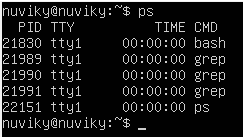 nuviky@nuviky:~$ ps
  PID TTY          TIME CMD
21830 tty1     00:00:00 bash
21989 tty1     00:00:00 grep
21990 tty1     00:00:00 grep
21991 tty1     00:00:00 grep
22151 tty1     00:00:00 ps
nuviky@nuviky:~$ _